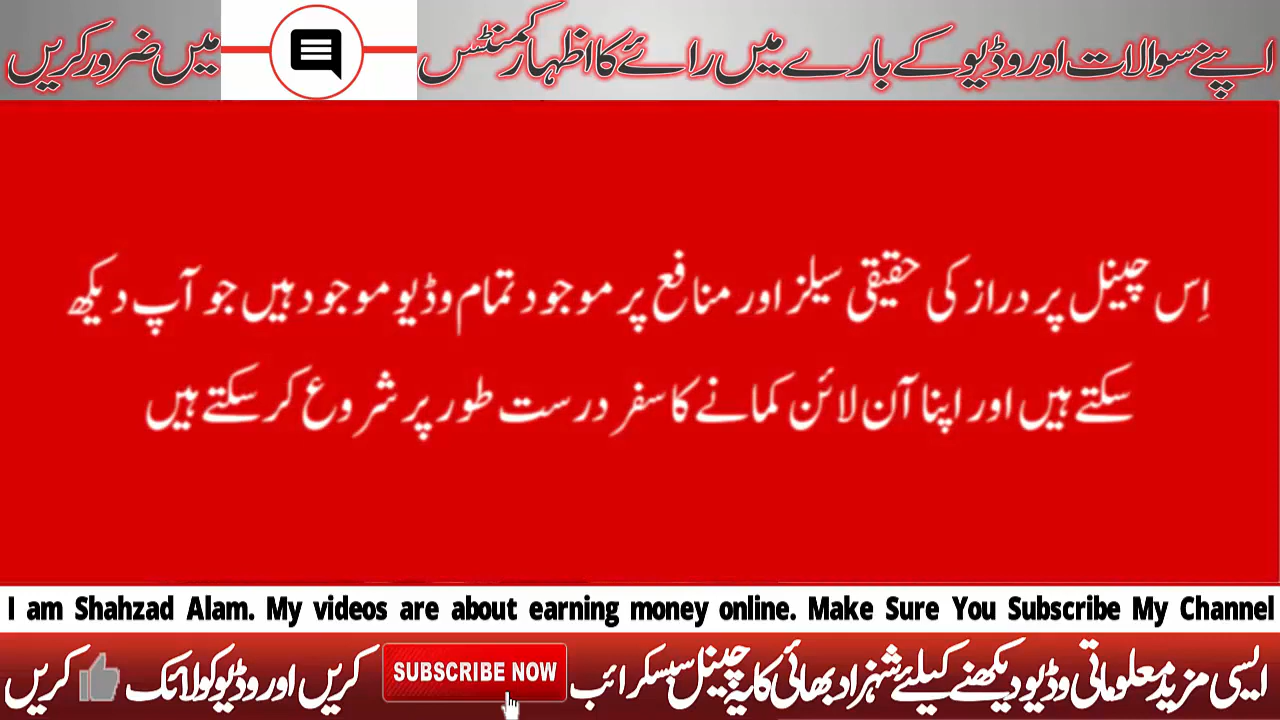 اپنے سوالات اور وڈیو کے بارے میں رائے کا اظہار کمنٹس میں ضرور کریں
اِس چینل پر دراز کی حقیقی سیلز اور منافع پر موجود تمام وڈیو موجود ہیں جو آپ دیکھ
سکتے ہیں اور اپنا آن لائن کمانے کا سفر درست طور پر شروع کر سکتے ہیں
I am Shahzad Alam. My videos are about earning money online. Make Sure You Subscribe My Channel
ایسی مزید معلوماتی وڈیو دیکھنے کیلئے شہزاد بھائی کا یہ چینل سبسکرائب SUBSCRIBE NOW کریں اور وڈیو کو لائک کریں